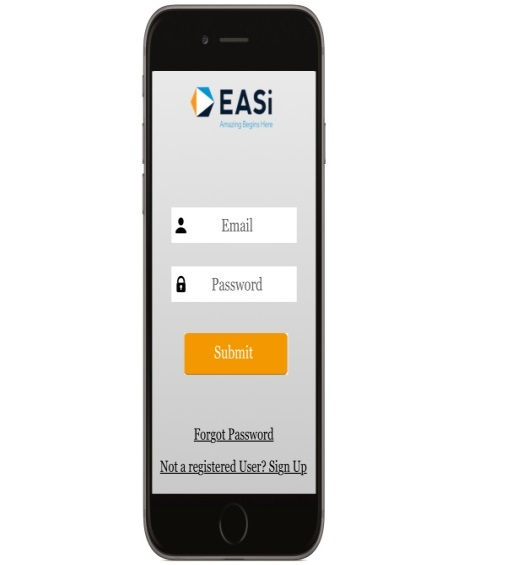 EASi
Amazing Begins Here
Email
Password
Submit
Forgot Password
Not a registered User? Sign Up